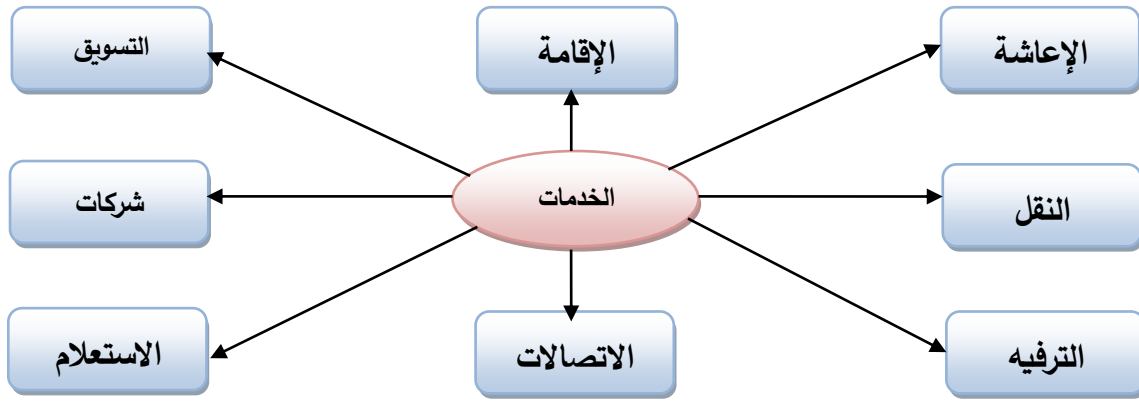 الإعاشة
الإقامة
التسويق
النقل
الخدمات
شركات
الترفيه
الاتصالات
الاستعلام